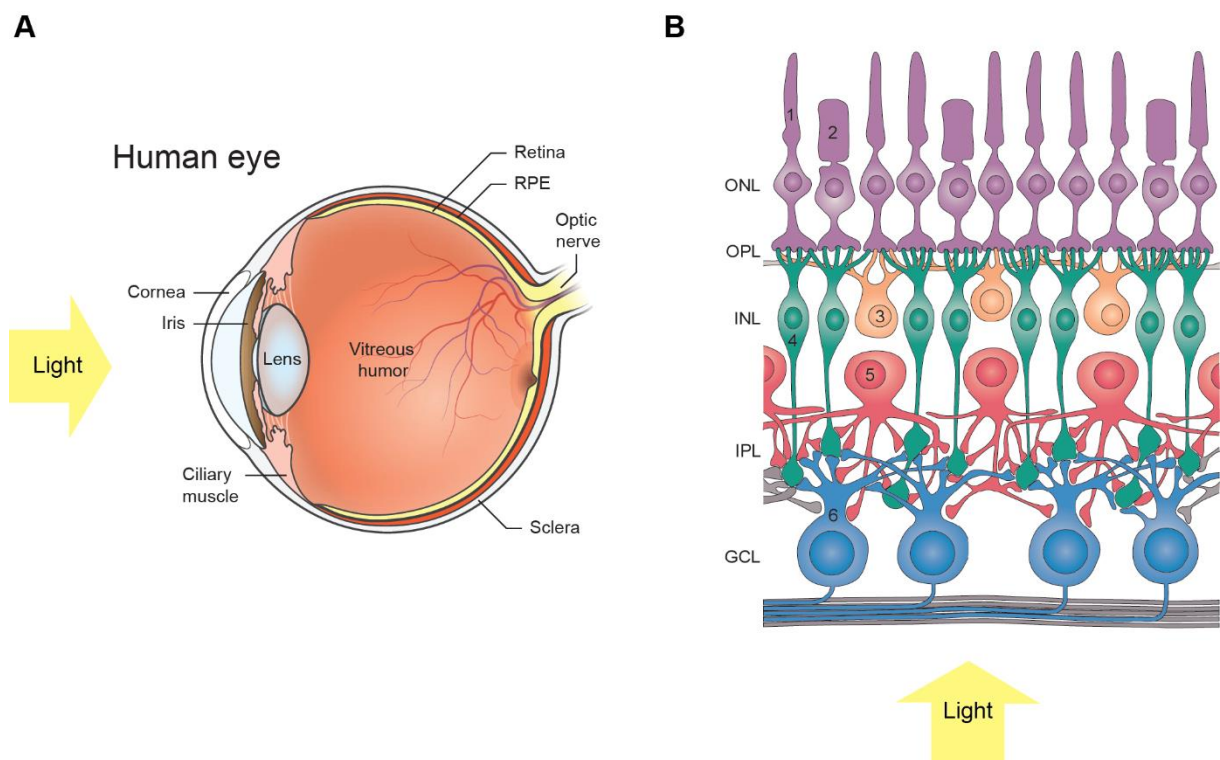 A
Human eye
Retina
RPE
Optic
nerve
Cornea
Iris
Light
Lens
Vitreous
humor
Ciliary
muscle
Sclera
B
1
2
ONL
OPL
INL
3
4
5
IPL
6
GCL
Light